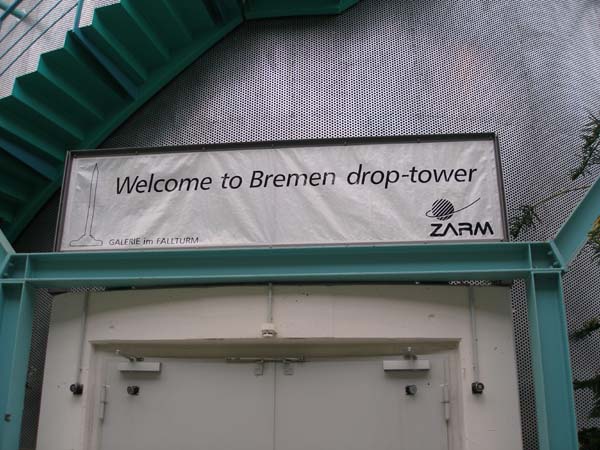 Welcome to Bremen drop-tower
ZARM
GALERIE im FALLTURM